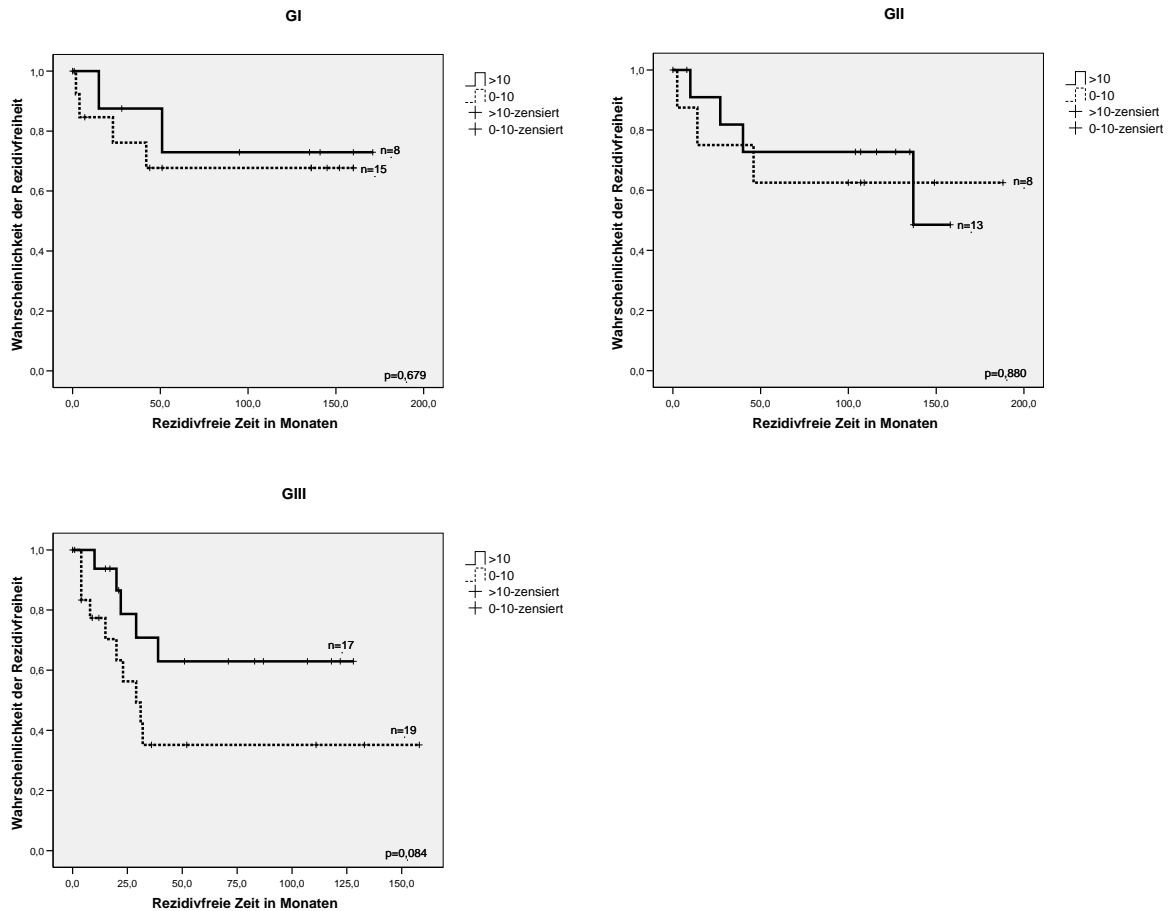 GI
Wahrscheinlichkeit der Rezidivfreiheit
1,0
0,8
0,6
0,4
0,2
0,0
n=8
n=15
p=0,679
0,0 50,0 100,0 150,0 200,0
Rezidivfreie Zeit in Monaten
>10
0-10
>10-zensiert
0-10-zensiert
GII
Wahrscheinlichkeit der Rezidivfreiheit
1,0
0,8
0,6
0,4
0,2
0,0
n=8
n=13
p=0,880
0,0 50,0 100,0 150,0 200,0
Rezidivfreie Zeit in Monaten
>10
0-10
>10-zensiert
0-10-zensiert
GIII
Wahrscheinlichkeit der Rezidivfreiheit
1,0
0,8
0,6
0,4
0,2
0,0
n=17
n=19
p=0,084
0,0 25,0 50,0 75,0 100,0 125,0 150,0
Rezidivfreie Zeit in Monaten
>10
0-10
>10-zensiert
0-10-zensiert